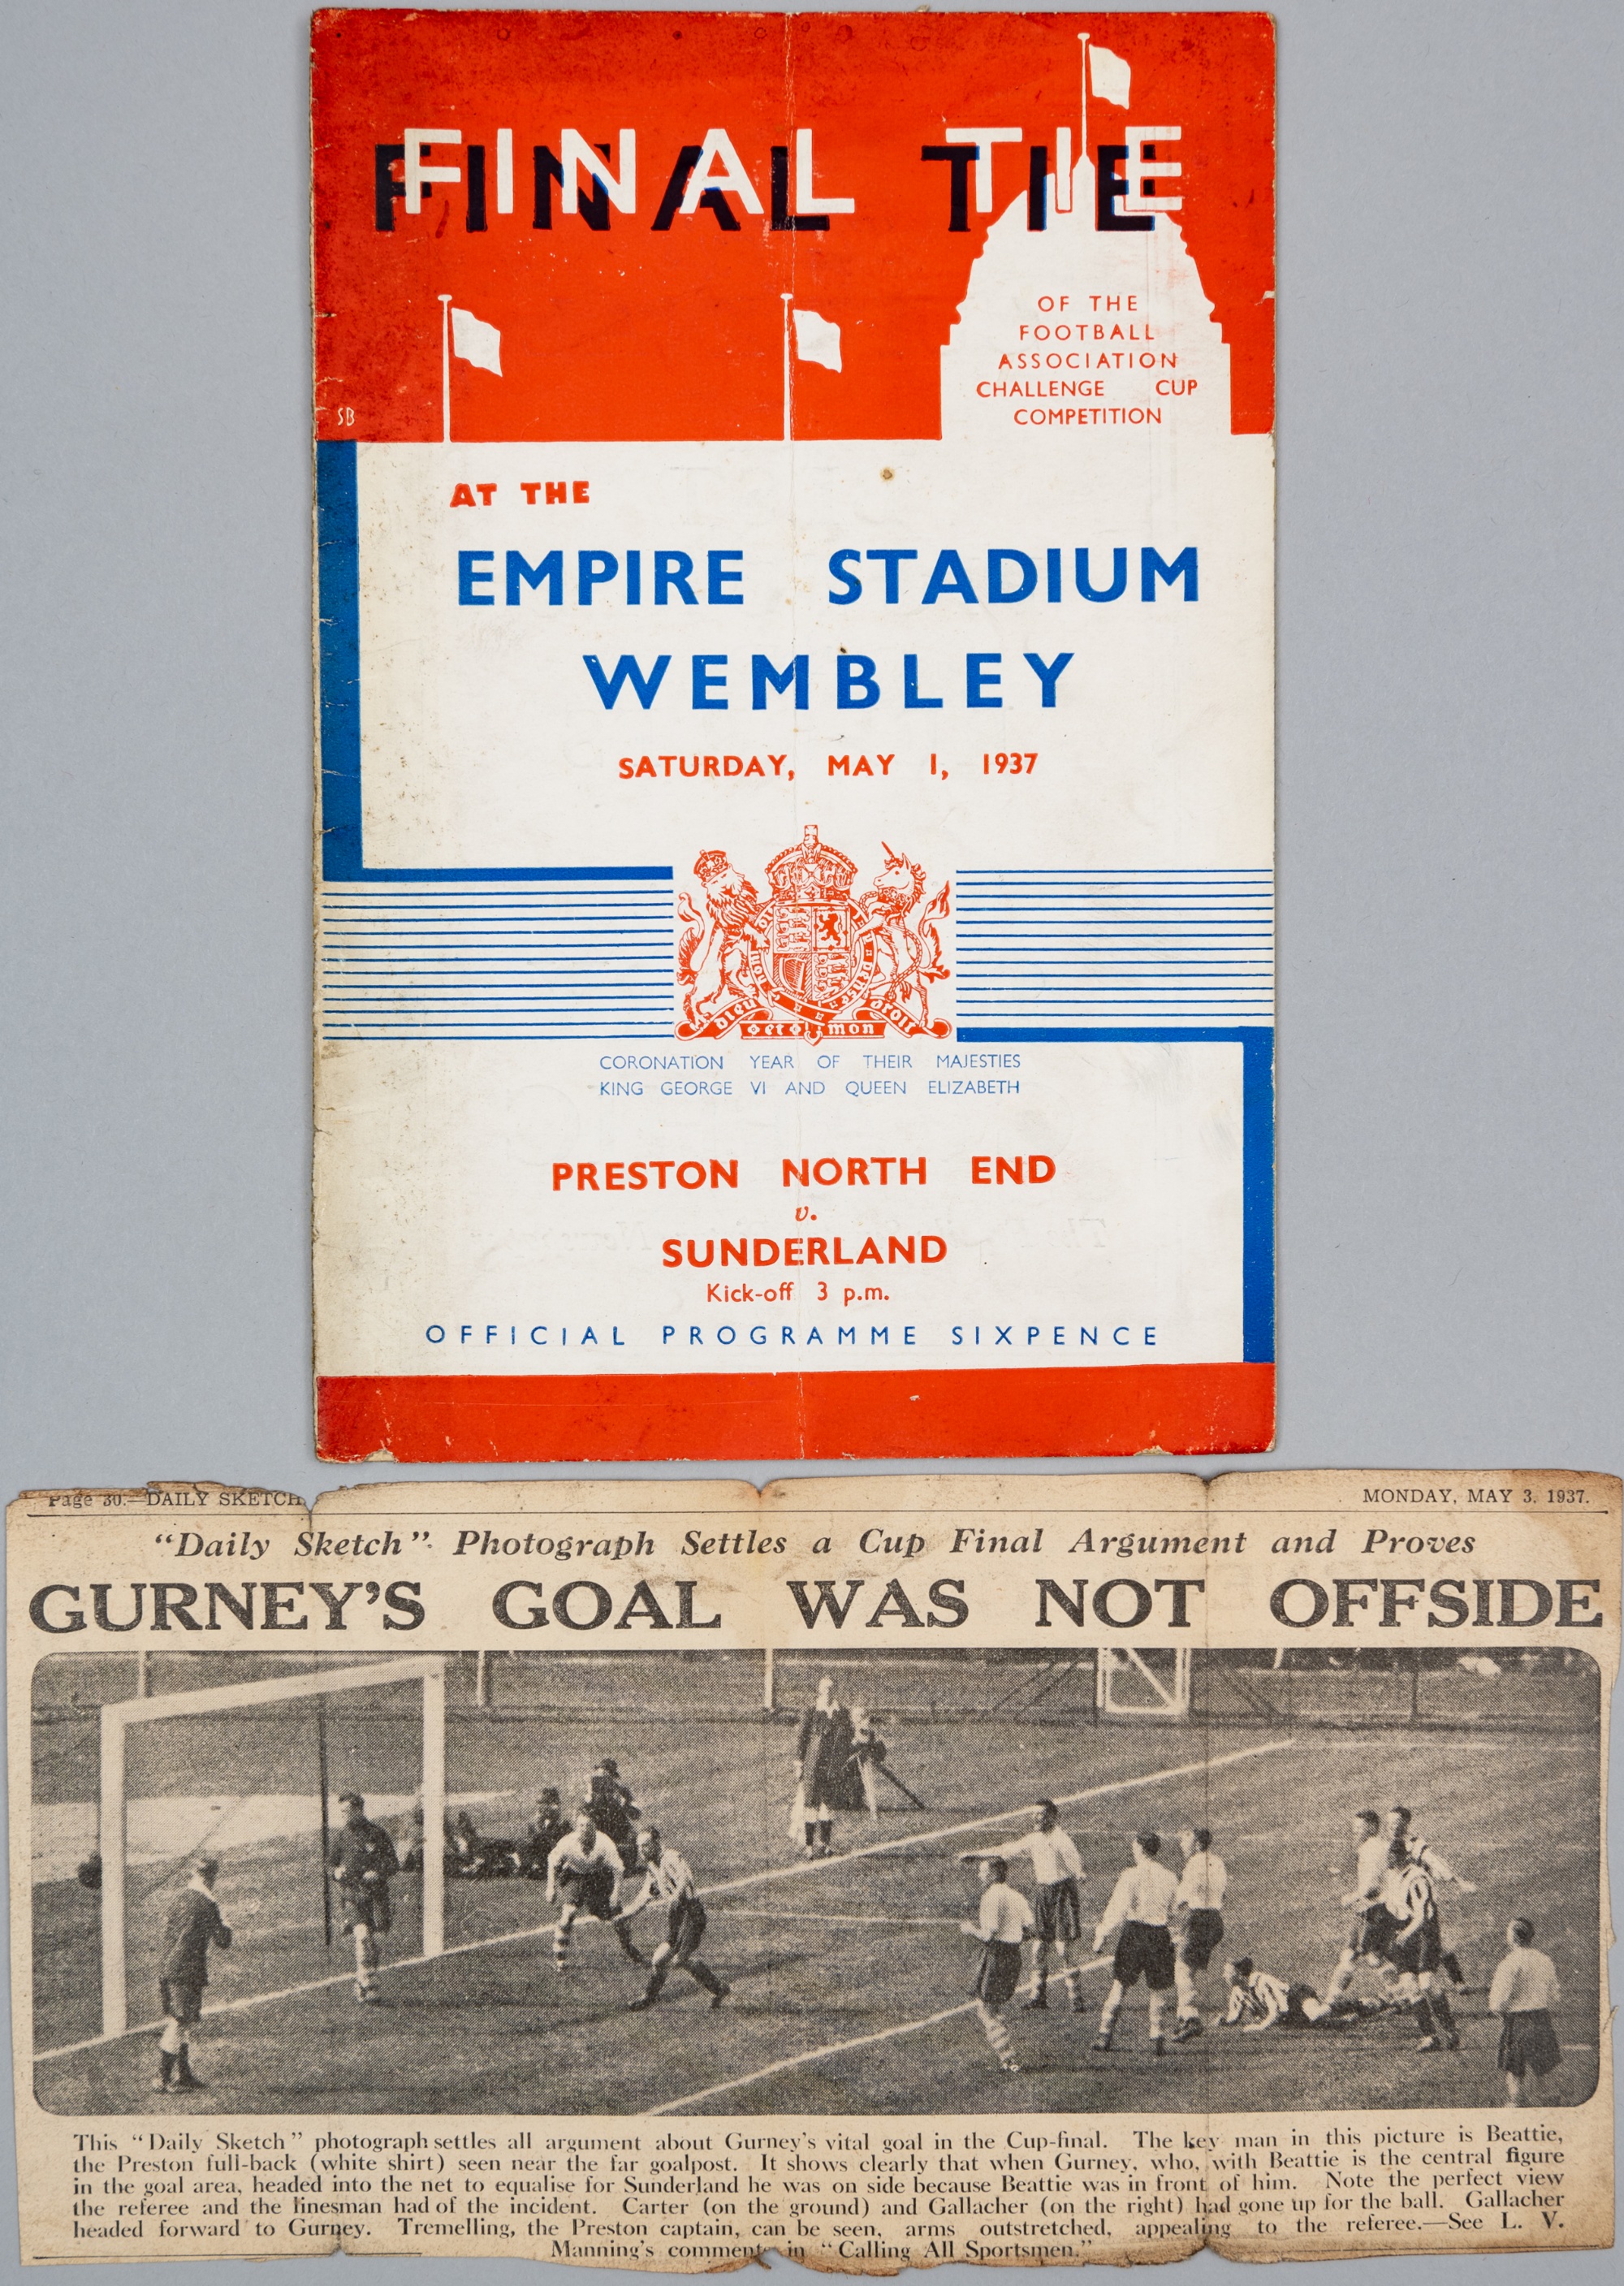 FINAL TIE
OF THE
FOOTBALL
ASSOCIATION
CHALLENGE CUP
COMPETITION
SB
AT THE
EMPIRE STADIUM
WEMBLEY
SATURDAY, MAY 1, 1937
DIEU ET MON DROIT
CORONATION YEAR OF THEIR MAJESTIES
KING GEORGE VI AND QUEEN ELIZABETH
PRESTON NORTH END
v.
SUNDERLAND
Kick-off 3 p.m.
OFFICIAL PROGRAMME SIXPENCE
Page 30.—DAILY SKETCH
MONDAY, MAY 3, 1937.
"Daily Sketch" Photograph Settles a Cup Final Argument and Proves
GURNEY'S GOAL WAS NOT OFFSIDE
This "Daily Sketch" photograph settles all argument about Gurney's vital goal in the Cup-final. The key man in this picture is Beattie,
the Preston full-back (white shirt) seen near the far goalpost. It shows clearly that when Gurney, who, with Beattie is the central figure
in the goal area, headed into the net to equalise for Sunderland he was on side because Beattie was in front of him. Note the perfect view
the referee and the linesman had of the incident. Carter (on the ground) and Gallacher (on the right) had gone up for the ball. Gallacher
headed forward to Gurney. Tremelling, the Preston captain, can be seen, arms outstretched, appealing to the referee.—See L. V.
Manning's comments in "Calling All Sportsmen."